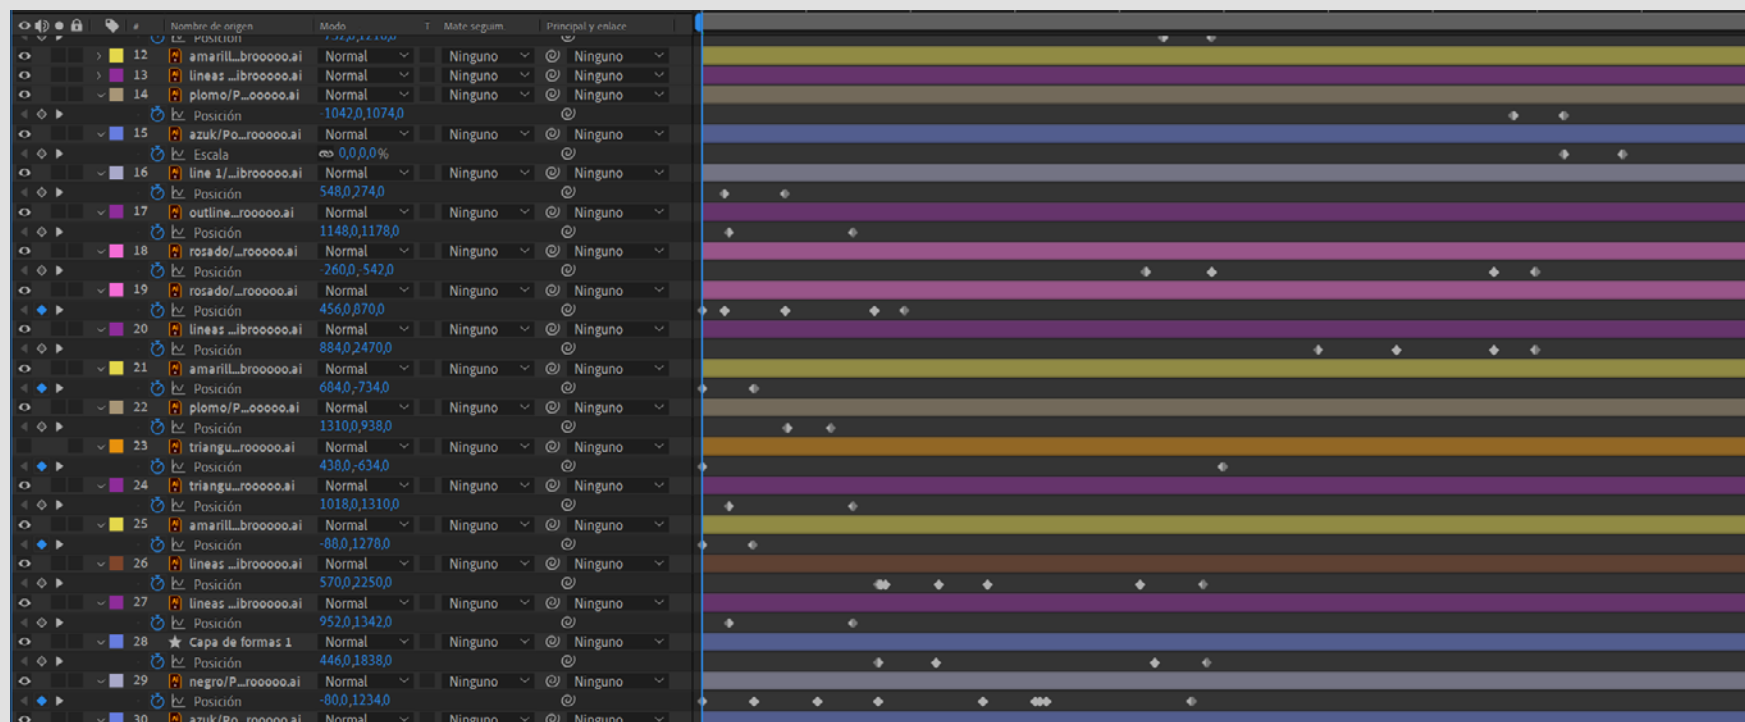 # Nombre de origen Modo T Mate seguim. Principal y enlace
Posición
12 amarill...brooooo.ai Normal Ninguno Ninguno
13 lineas ...ibrooooo.ai Normal Ninguno Ninguno
14 plomo/P...ooooo.ai Normal Ninguno Ninguno
Posición -1042,0,1074,0
15 azuk/Po...rooooo.ai Normal Ninguno Ninguno
Escala 0,0,0,0%
16 line 1/...ibrooooo.ai Normal Ninguno Ninguno
Posición 548,0,274,0
17 outline...rooooo.ai Normal Ninguno Ninguno
Posición 1148,0,1178,0
18 rosado/...rooooo.ai Normal Ninguno Ninguno
Posición -260,0,-542,0
19 rosado/...rooooo.ai Normal Ninguno Ninguno
Posición 456,0,870,0
20 lineas ...ibrooooo.ai Normal Ninguno Ninguno
Posición 884,0,2470,0
21 amarill...brooooo.ai Normal Ninguno Ninguno
Posición 684,0,-734,0
22 plomo/P...ooooo.ai Normal Ninguno Ninguno
Posición 1310,0,938,0
23 triangu...rooooo.ai Normal Ninguno Ninguno
Posición 438,0,-634,0
24 triangu...rooooo.ai Normal Ninguno Ninguno
Posición 1018,0,1310,0
25 amarill...brooooo.ai Normal Ninguno Ninguno
Posición -88,0,1278,0
26 lineas ...ibrooooo.ai Normal Ninguno Ninguno
Posición 570,0,2250,0
27 lineas ...ibrooooo.ai Normal Ninguno Ninguno
Posición 952,0,1342,0
28 Capa de formas 1 Normal Ninguno Ninguno
Posición 446,0,1838,0
29 negro/P...rooooo.ai Normal Ninguno Ninguno
Posición -80,0,1234,0
30 azuk/Po...rooooo.ai Normal Ninguno Ninguno